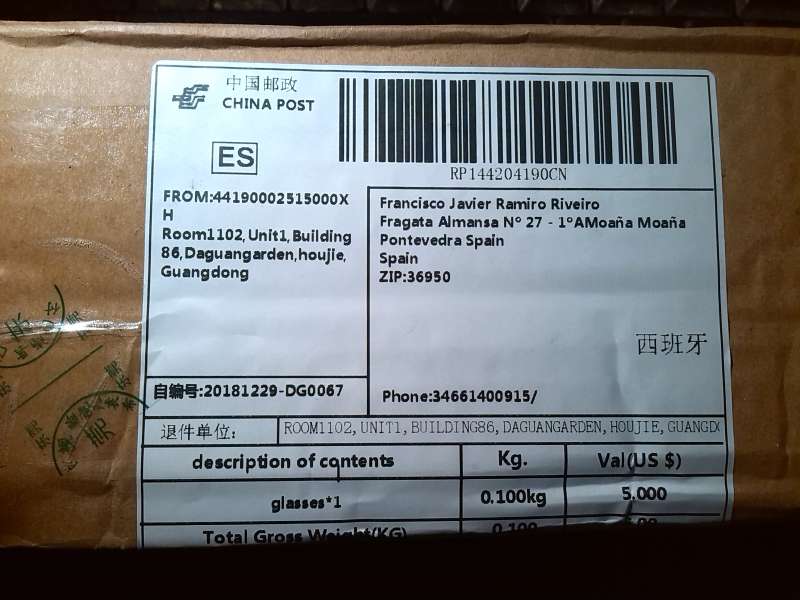 中国邮政
CHINA POST
ES
RP144204190CN
FROM:44190002515000X
H
Room1102,Unit1,Building
86,Daguangarden,houjie,
Guangdong
Francisco Javier Ramiro Riveiro
Fragata Almansa Nº 27 - 1ºAMoaña Moaña
Pontevedra Spain
Spain
ZIP:36950
西班牙
自编号:20181229-DG0067
Phone:34661400915/
退件单位:
ROOM1102,UNIT1,BUILDING86,DAGUANGARDEN,HOUJIE,GUANGD
description of contents
Kg.
Val(US $)
glasses*1
0.100kg
5.000
Total Gross Weight(KG)
0.100